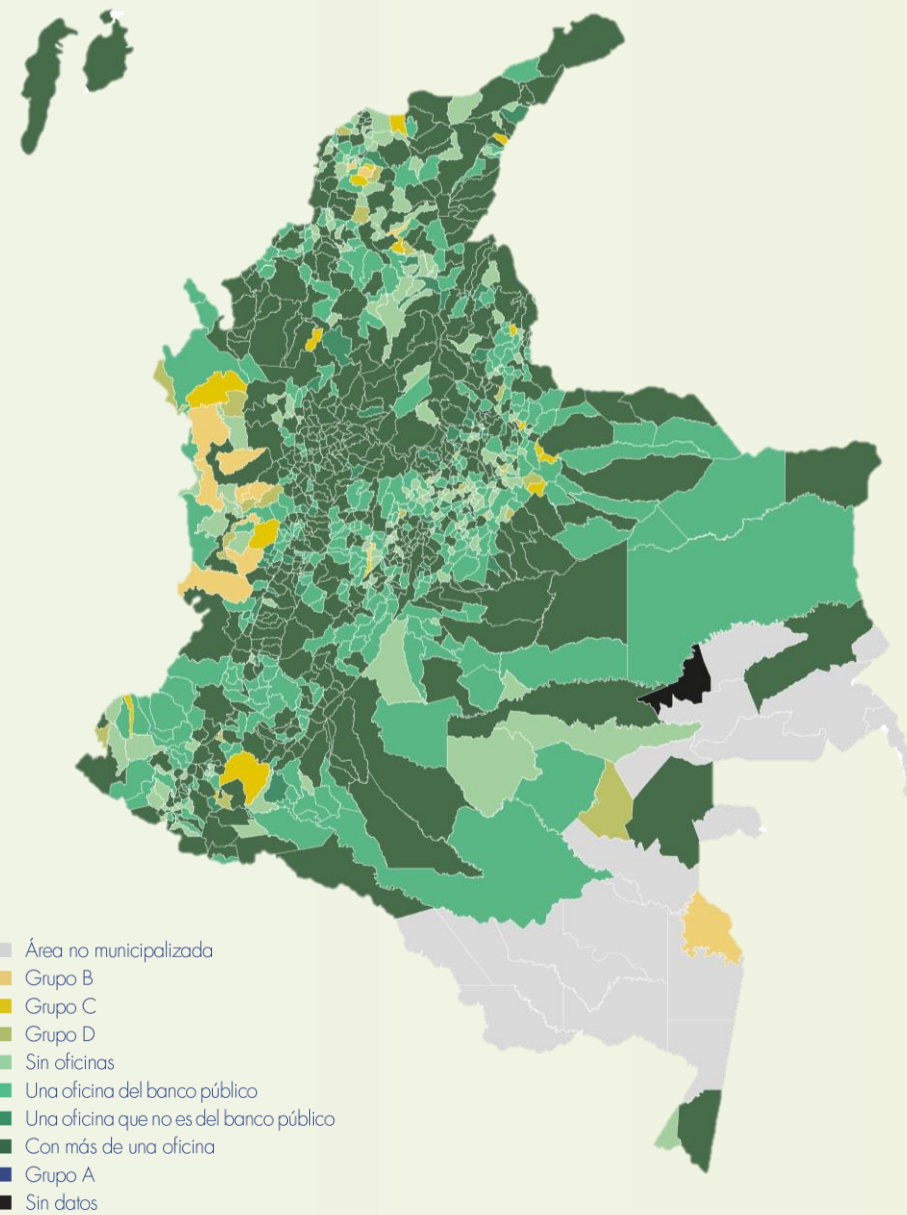 Área no municipalizada
Grupo B
Grupo C
Grupo D
Sin oficinas
Una oficina del banco público
Una oficina que no es del banco público
Con más de una oficina
Grupo A
Sin datos